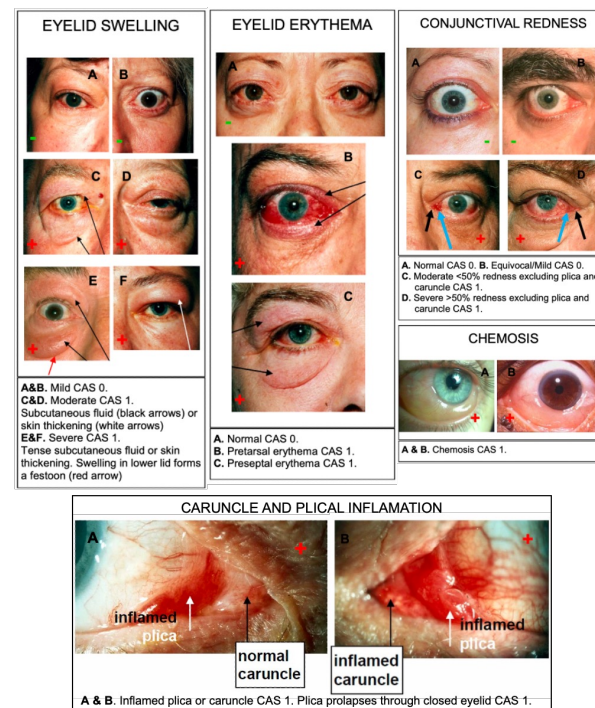 EYELID SWELLING
A
B
-
-
C
D
+
E
F
+
+
A&B. Mild CAS 0.
C&D. Moderate CAS 1.
Subcutaneous fluid (black arrows) or
skin thickening (white arrows)
E&F. Severe CAS 1.
Tense subcutaneous fluid or skin
thickening. Swelling in lower lid forms
a festoon (red arrow)
EYELID ERYTHEMA
A
-
B
+
C
+
A. Normal CAS 0.
B. Pretarsal erythema CAS 1.
C. Preseptal erythema CAS 1.
CONJUNCTIVAL REDNESS
A
B
-
-
C
D
+
+
A. Normal CAS 0. B. Equivocal/Mild CAS 0.
C. Moderate <50% redness excluding plica and
caruncle CAS 1.
D. Severe >50% redness excluding plica and
caruncle CAS 1.
CHEMOSIS
A
B
+
+
A & B. Chemosis CAS 1.
CARUNCLE AND PLICAL INFLAMATION
A
+
inflamed
plica
normal
caruncle
B
+
inflamed
plica
inflamed
caruncle
A & B. Inflamed plica or caruncle CAS 1. Plica prolapses through closed eyelid CAS 1.